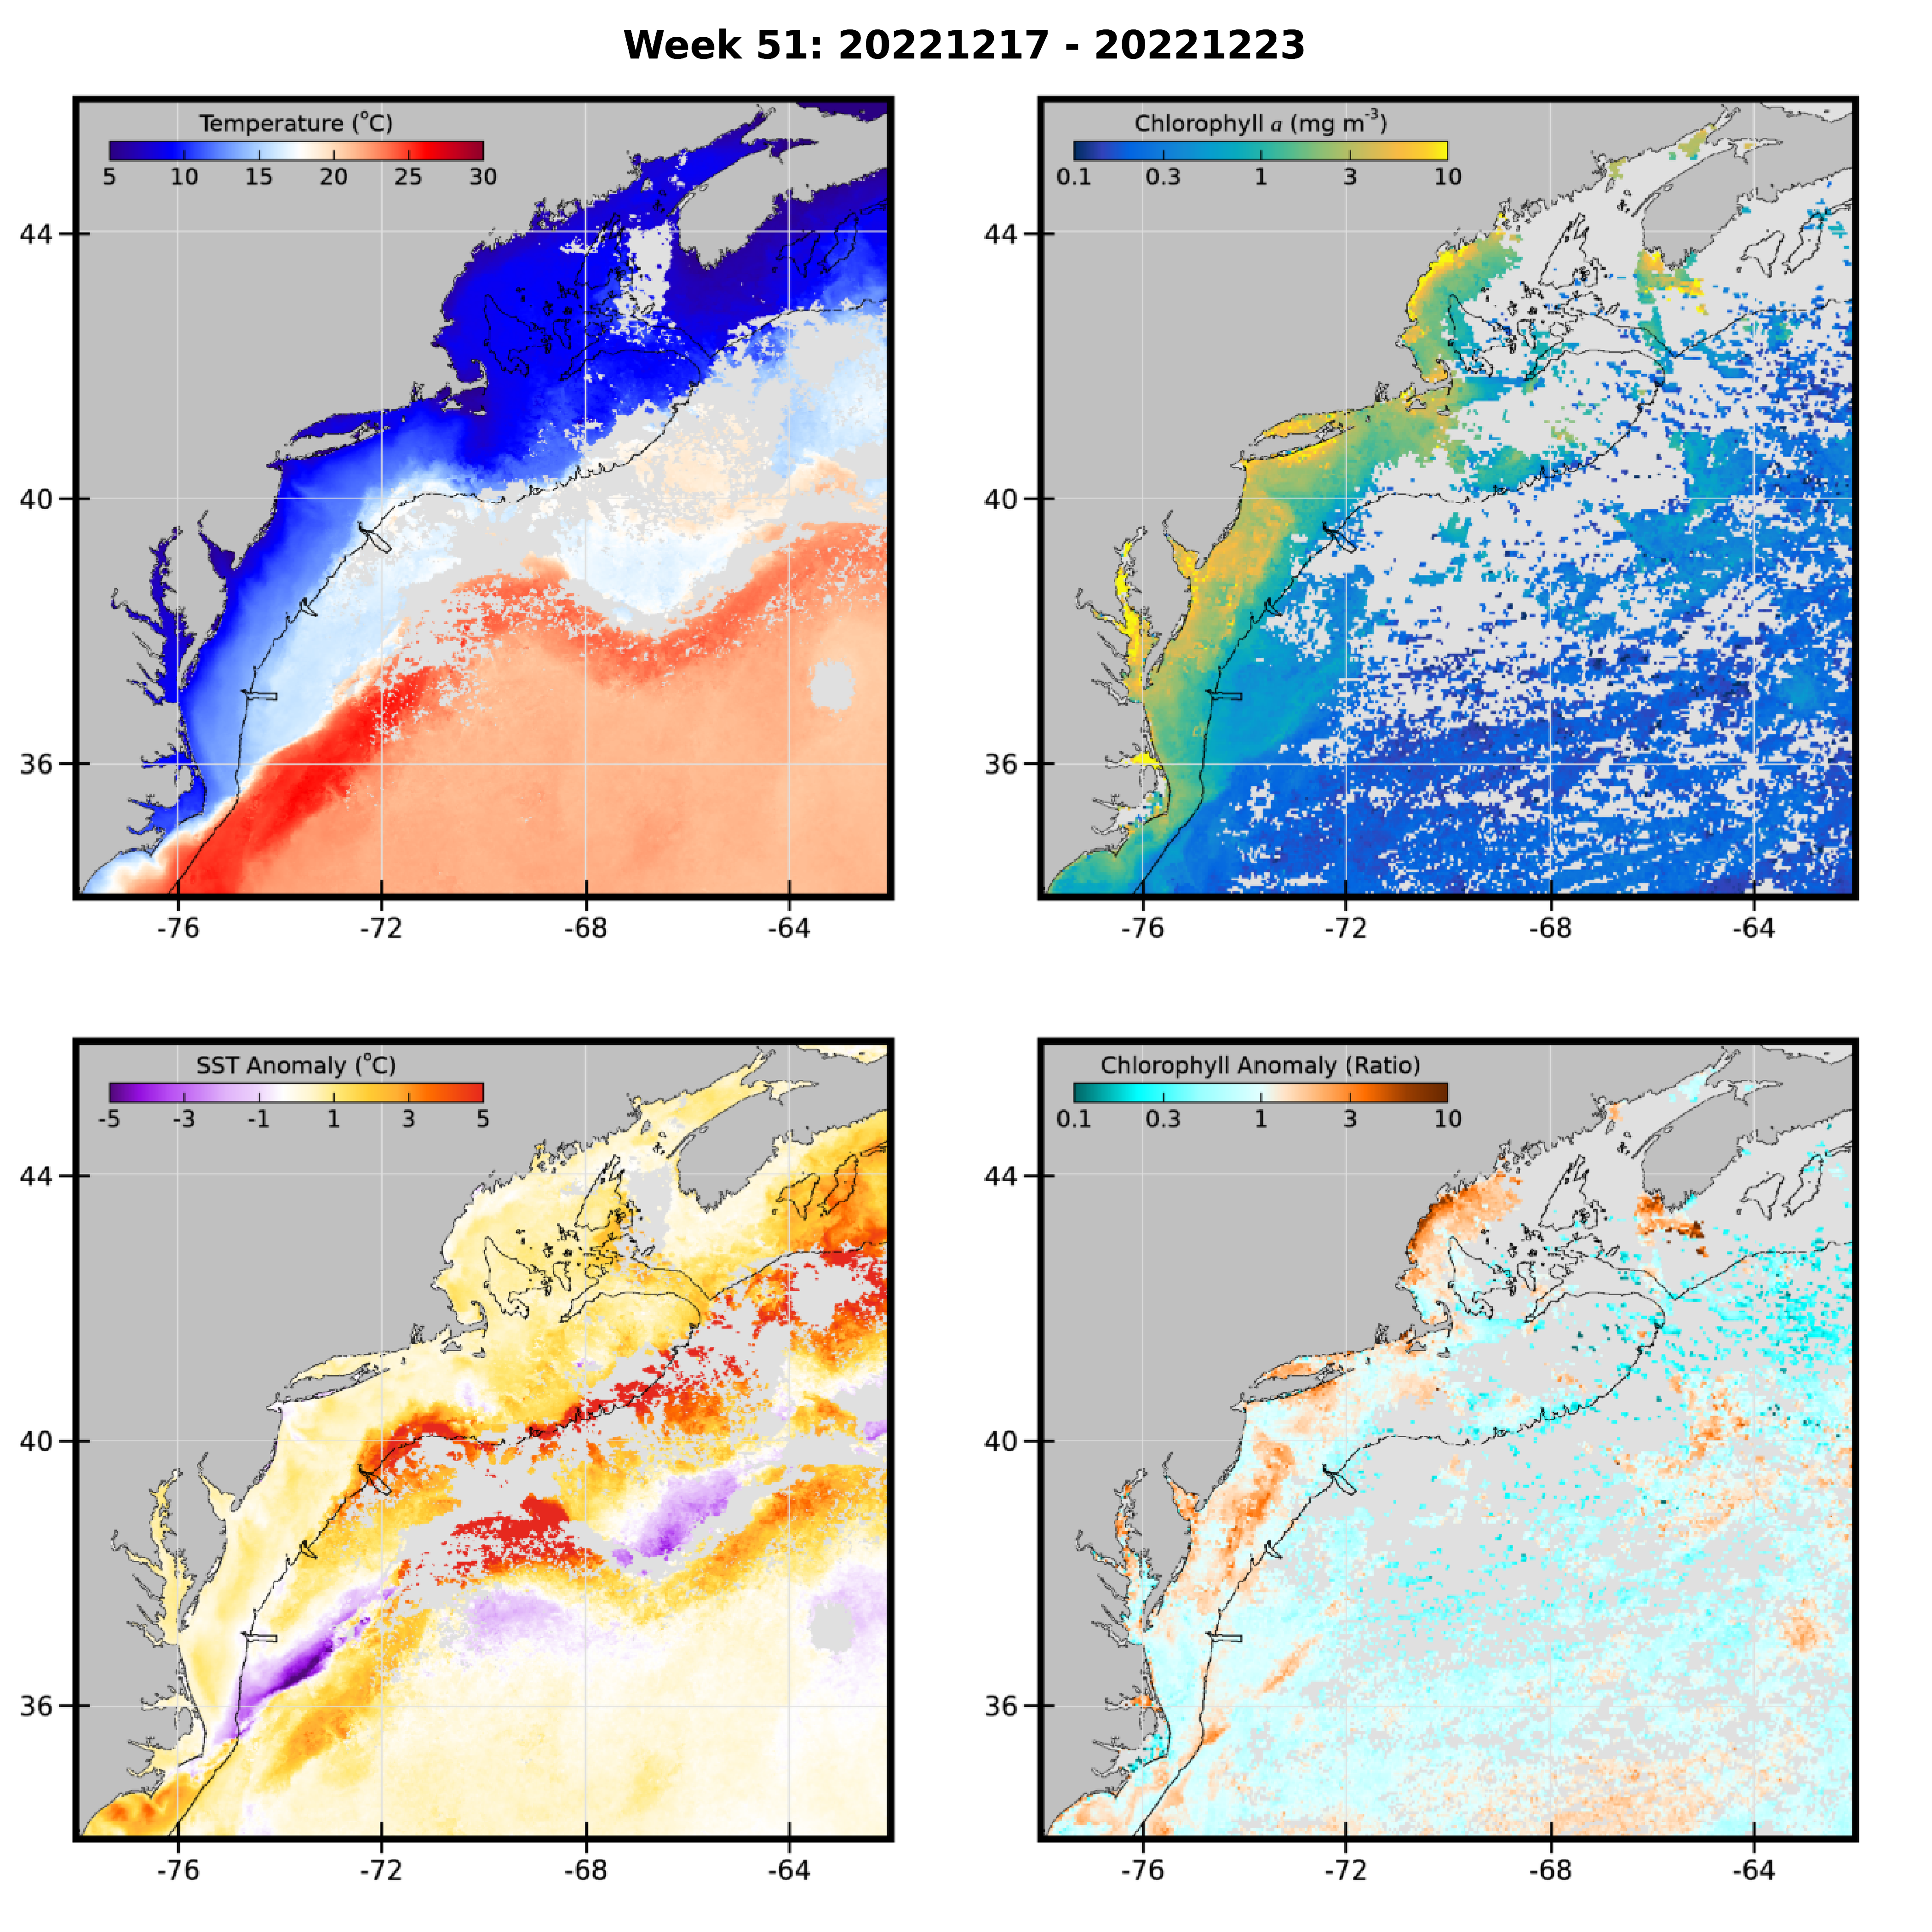 Week 51: 20221217 - 20221223
Temperature (°C)
5 10 15 20 25 30
44
40
36
-76 -72 -68 -64
Chlorophyll a (mg m⁻³)
0.1 0.3 1 3 10
44
40
36
-76 -72 -68 -64
SST Anomaly (°C)
-5 -3 -1 1 3 5
44
40
36
-76 -72 -68 -64
Chlorophyll Anomaly (Ratio)
0.1 0.3 1 3 10
44
40
36
-76 -72 -68 -64